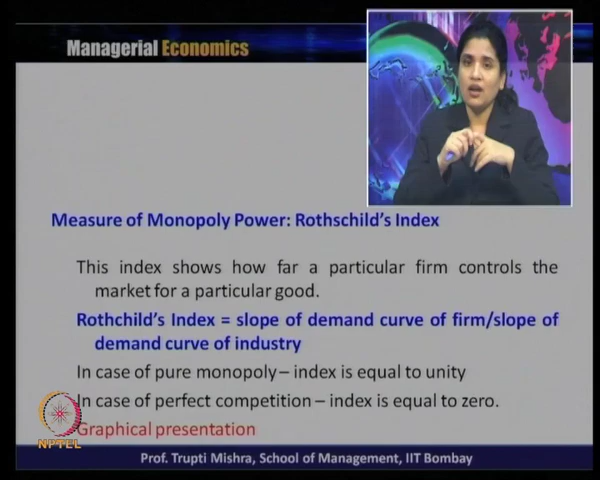 Managerial Economics
Measure of Monopoly Power: Rothschild's Index
This index shows how far a particular firm controls the
market for a particular good.
Rothchild's Index = slope of demand curve of firm/slope of
demand curve of industry
In case of pure monopoly – index is equal to unity
In case of perfect competition – index is equal to zero.
Graphical presentation
NPTEL
Prof. Trupti Mishra, School of Management, IIT Bombay